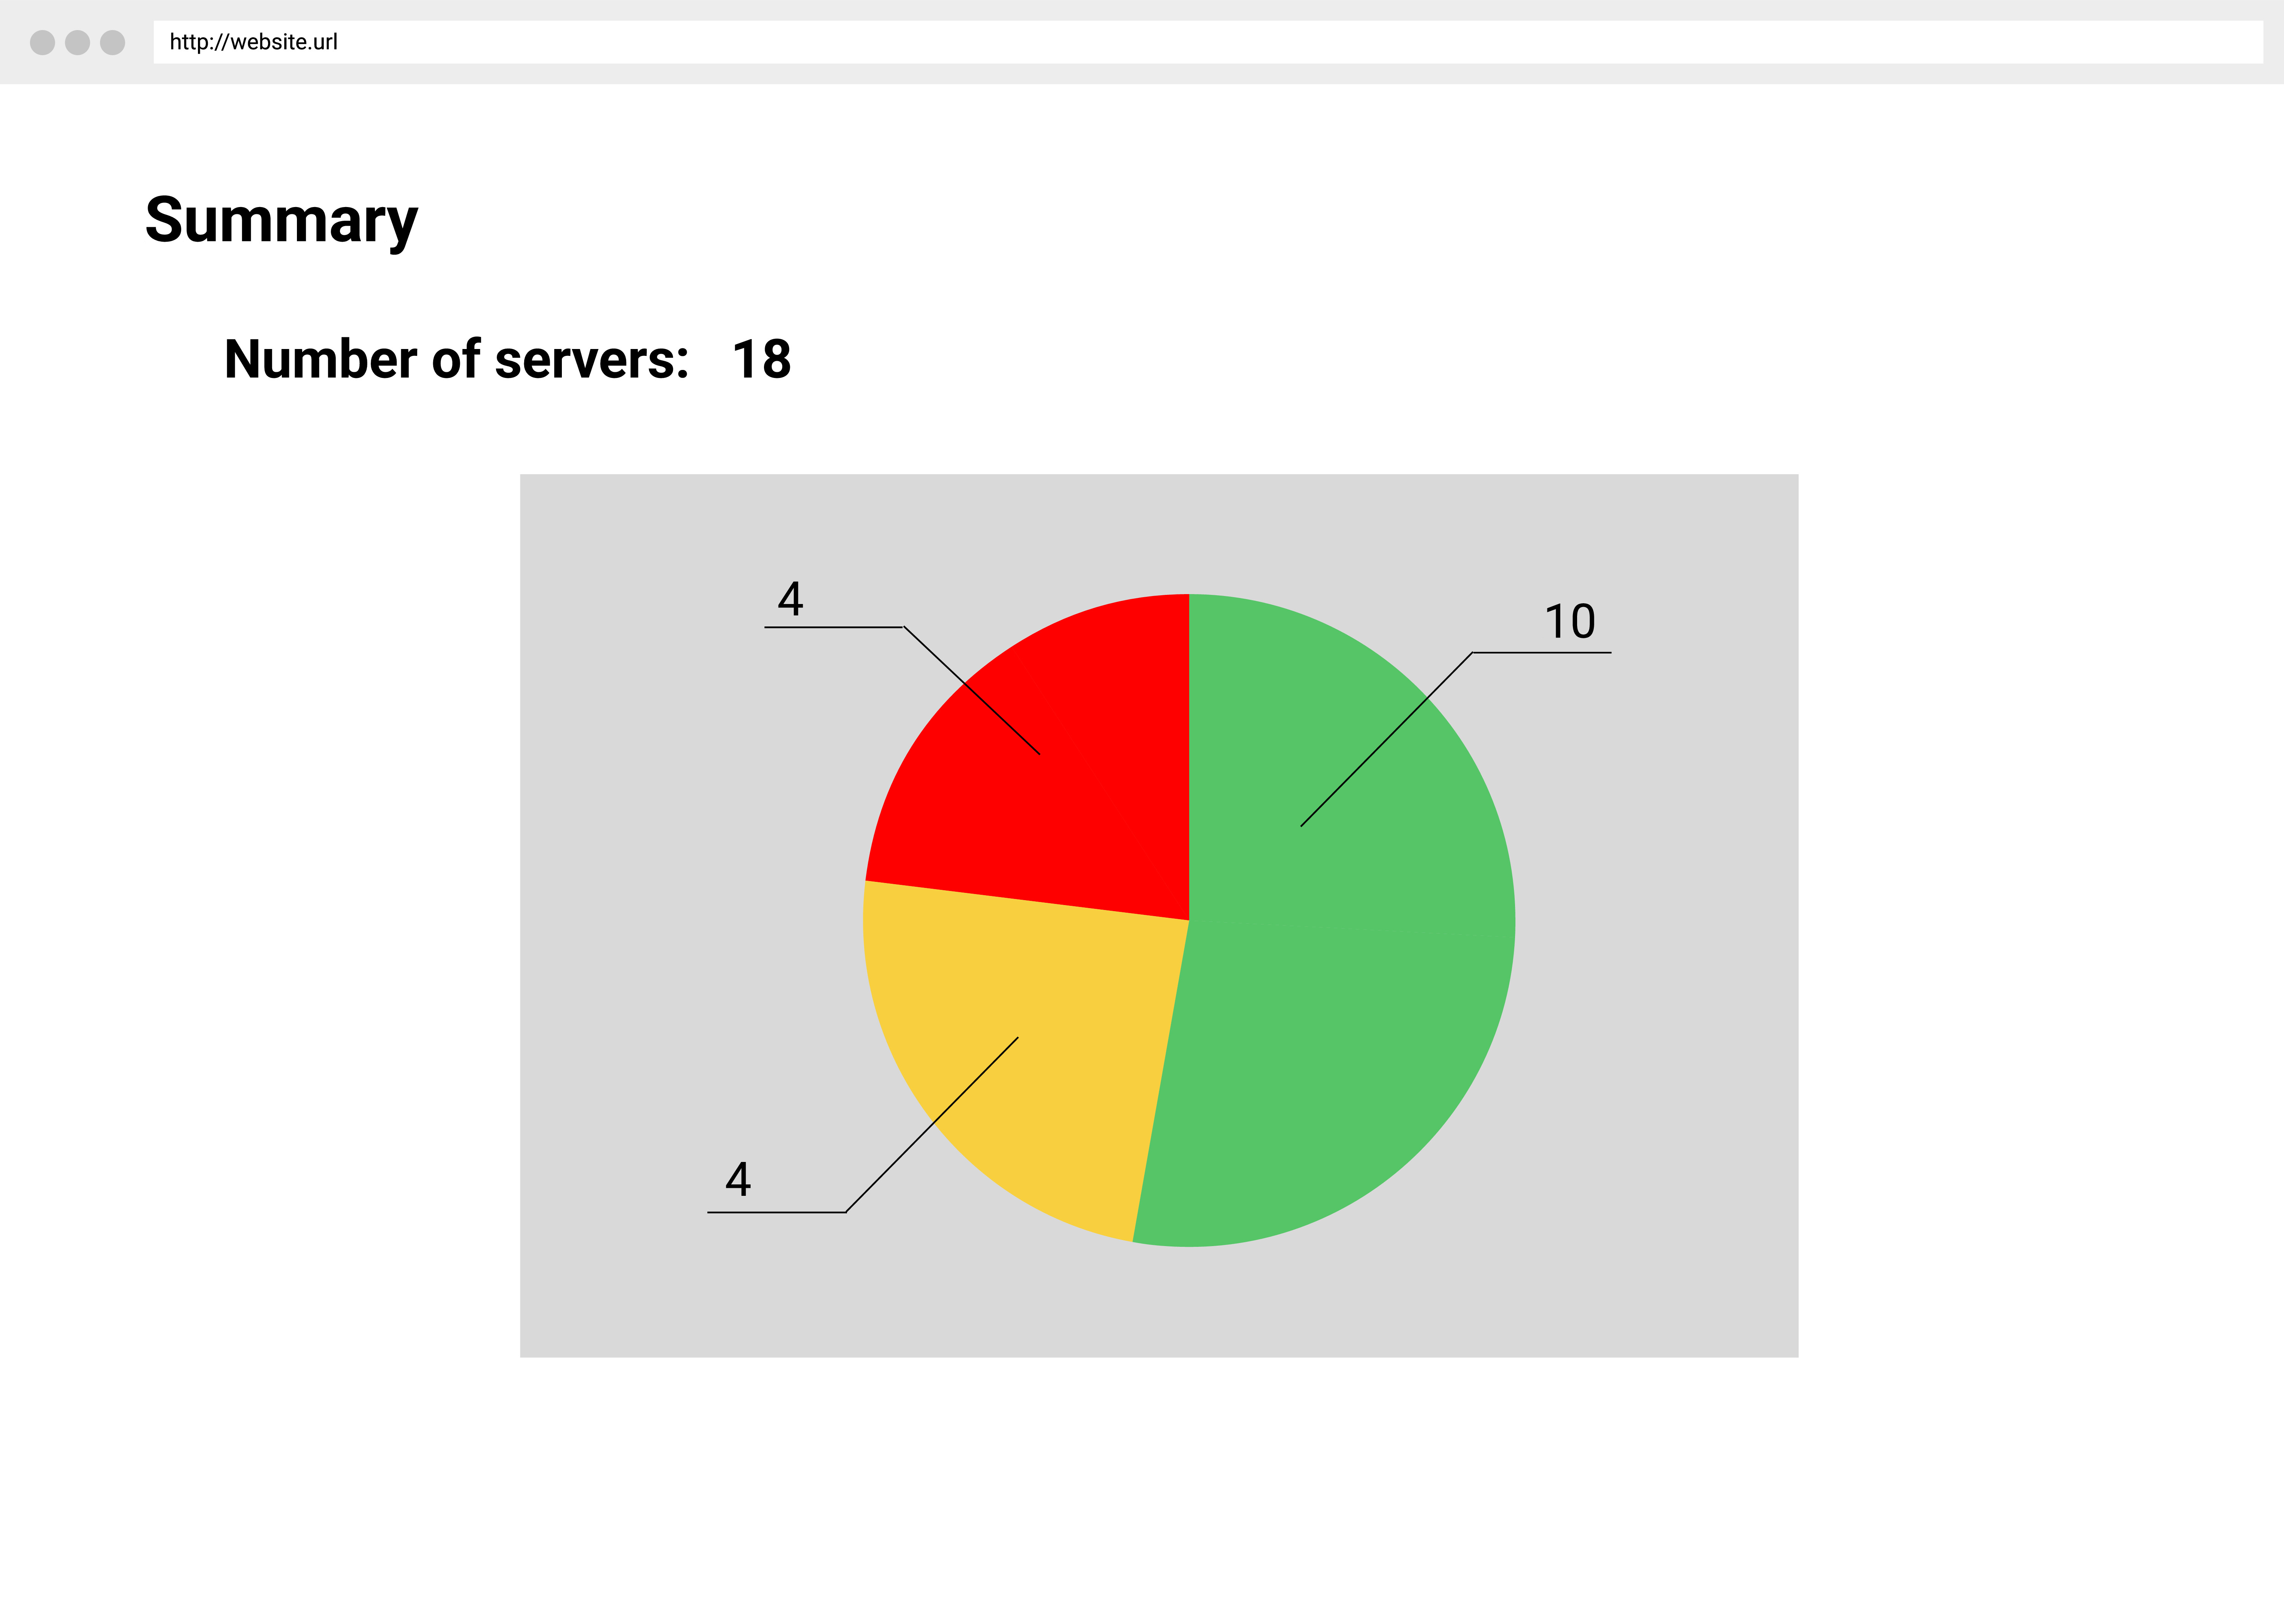 http://website.url
Summary
Number of servers: 18
4
10
4